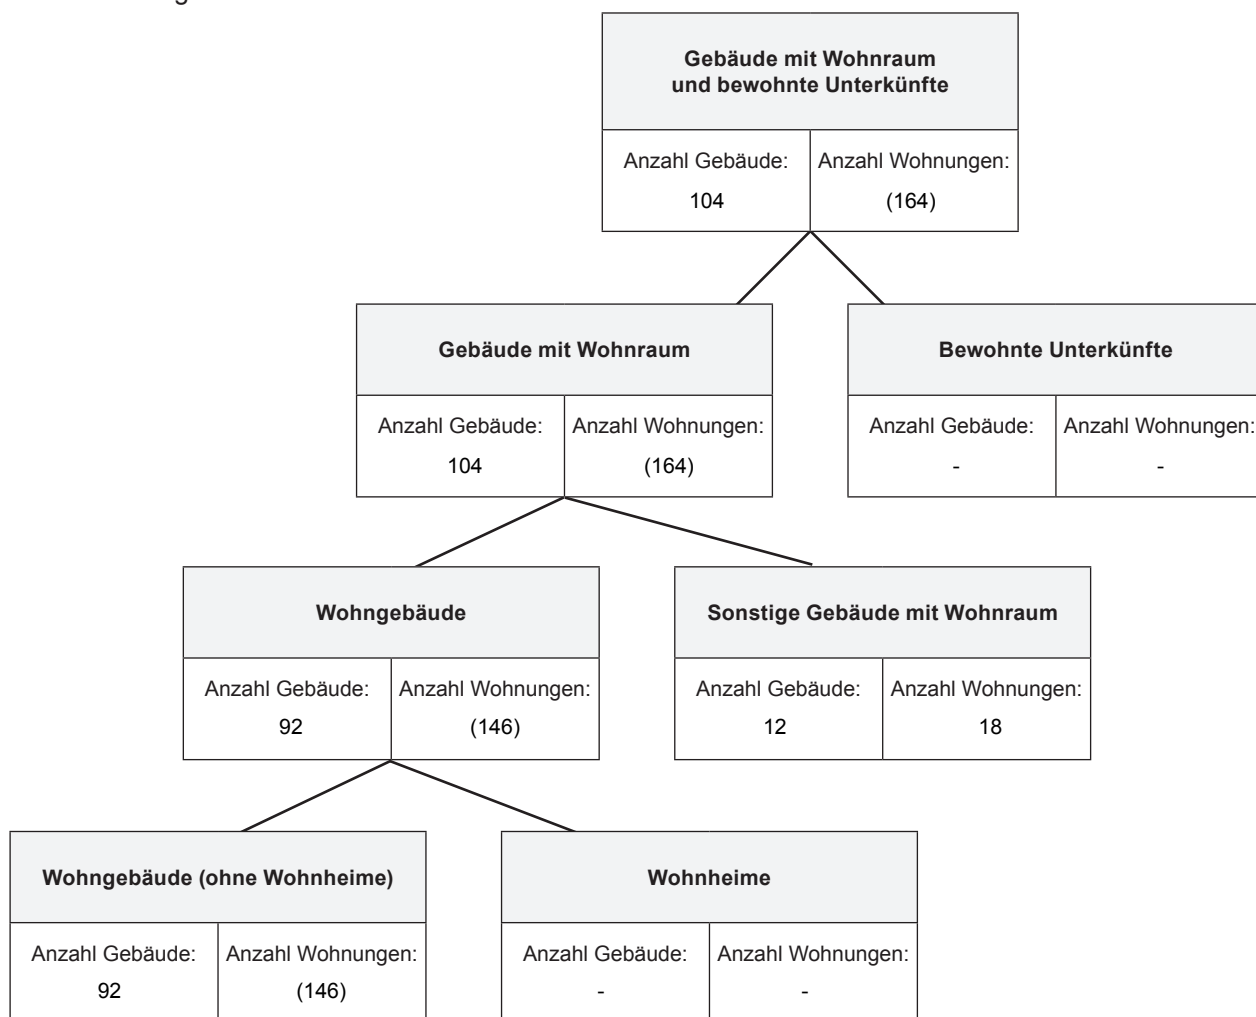 Gebäude mit Wohnraum
und bewohnte Unterkünfte
Anzahl Gebäude: Anzahl Wohnungen:
104 (164)
Gebäude mit Wohnraum
Bewohnte Unterkünfte
Anzahl Gebäude: Anzahl Wohnungen:
104 (164)
Anzahl Gebäude: Anzahl Wohnungen:
- -
Wohngebäude
Sonstige Gebäude mit Wohnraum
Anzahl Gebäude: Anzahl Wohnungen:
92 (146)
Anzahl Gebäude: Anzahl Wohnungen:
12 18
Wohngebäude (ohne Wohnheime)
Wohnheime
Anzahl Gebäude: Anzahl Wohnungen:
92 (146)
Anzahl Gebäude: Anzahl Wohnungen:
- -